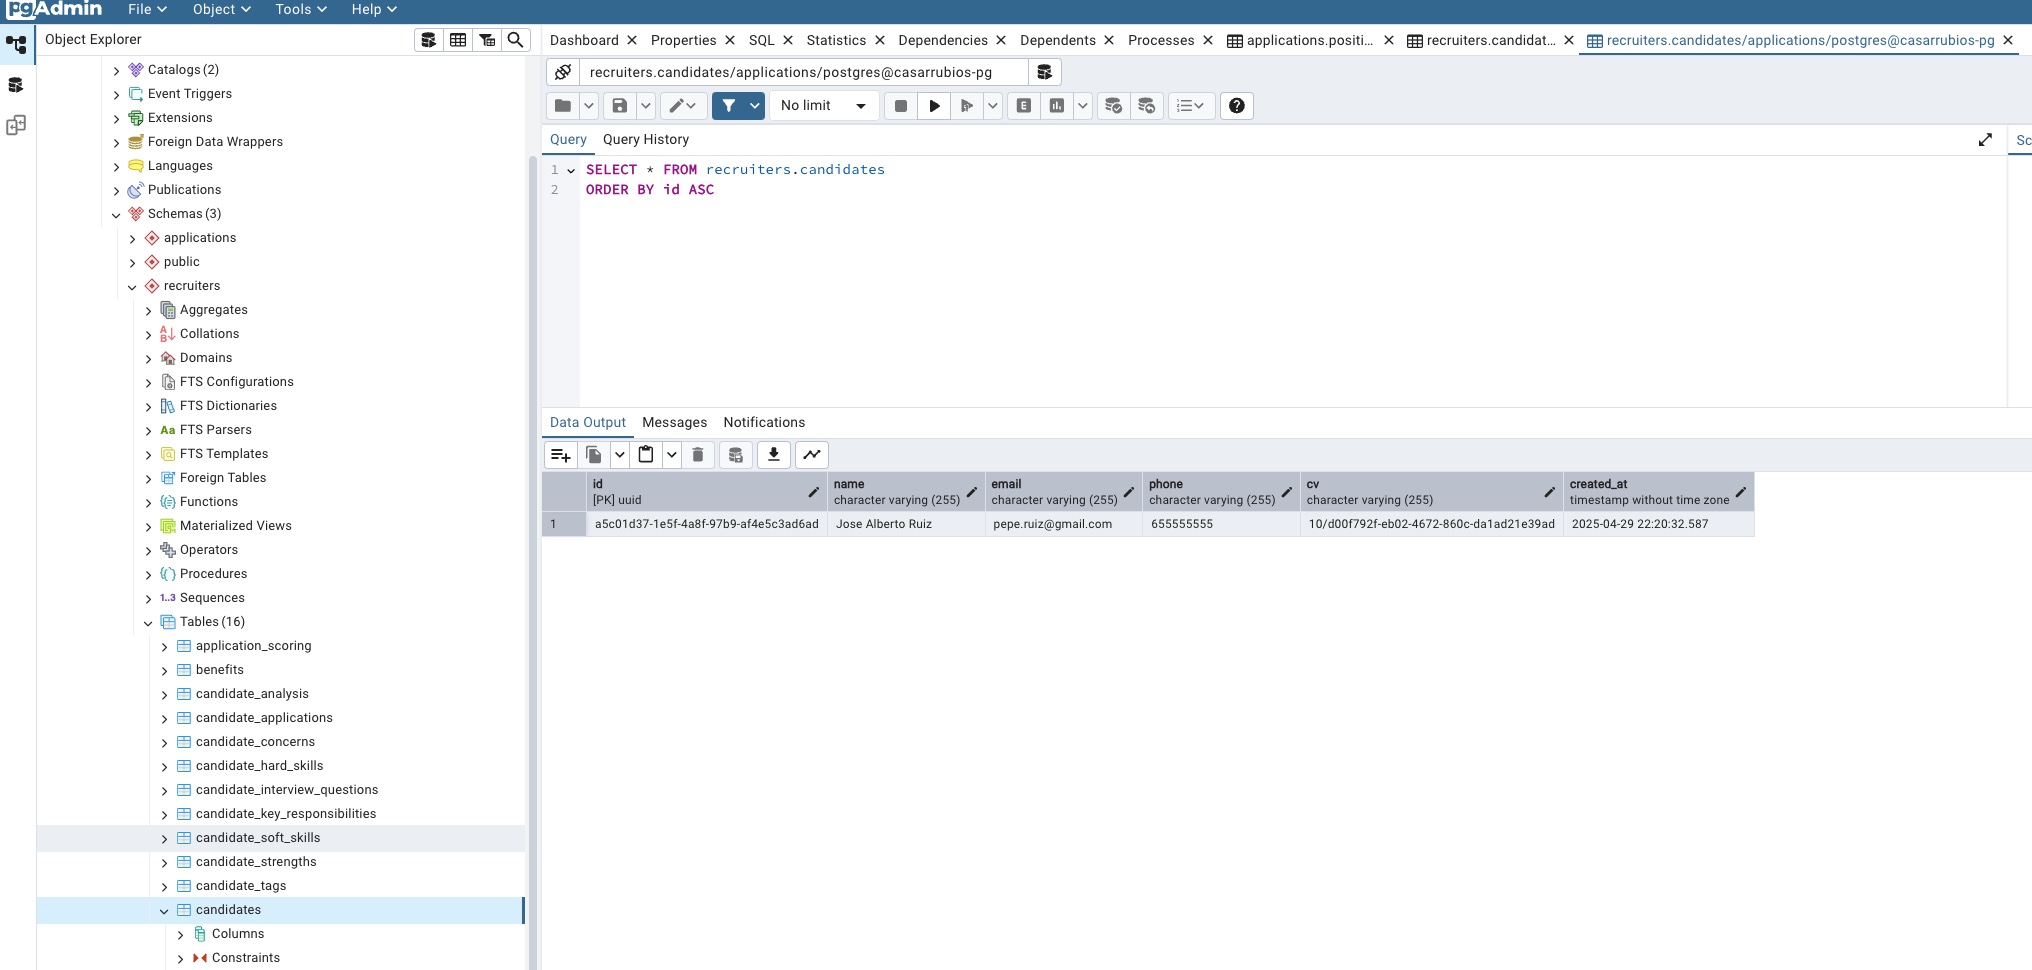 pgAdmin File Object Tools Help
Object Explorer
Dashboard Properties SQL Statistics Dependencies Dependents Processes applications.positi... recruiters.candidat... recruiters.candidates/applications/postgres@casarrubios-pg
Catalogs (2)
Event Triggers
Extensions
Foreign Data Wrappers
Languages
Publications
Schemas (3)
applications
public
recruiters
Aggregates
Collations
Domains
FTS Configurations
FTS Dictionaries
Aa FTS Parsers
FTS Templates
Foreign Tables
Functions
Materialized Views
Operators
Procedures
1..3 Sequences
Tables (16)
application_scoring
benefits
candidate_analysis
candidate_applications
candidate_concerns
candidate_hard_skills
candidate_interview_questions
candidate_key_responsibilities
candidate_soft_skills
candidate_strengths
candidate_tags
candidates
Columns
Constraints
recruiters.candidates/applications/postgres@casarrubios-pg
No limit
E
Query Query History
Sc
1 SELECT * FROM recruiters.candidates
2 ORDER BY id ASC
Data Output Messages Notifications
id name email phone cv created_at
[PK] uuid character varying (255) character varying (255) character varying (255) character varying (255) timestamp without time zone
1 a5c01d37-1e5f-4a8f-97b9-af4e5c3ad6ad Jose Alberto Ruiz pepe.ruiz@gmail.com 655555555 10/d00f792f-eb02-4672-860c-da1ad21e39ad 2025-04-29 22:20:32.587